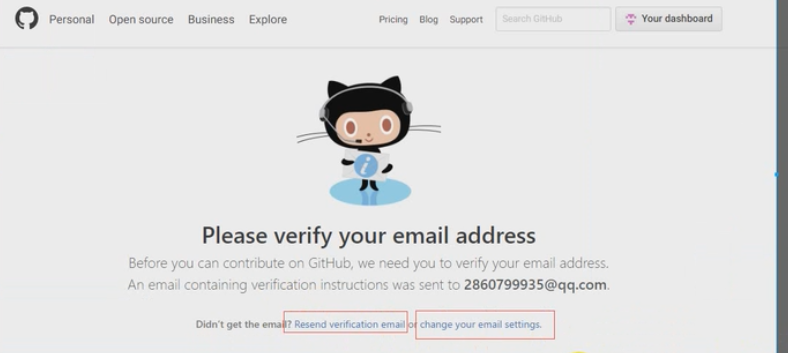 Personal Open source Business Explore Pricing Blog Support Search GitHub Your dashboard
i
Please verify your email address
Before you can contribute on GitHub, we need you to verify your email address.
An email containing verification instructions was sent to 2860799935@qq.com.
Didn't get the email? Resend verification email or change your email settings.